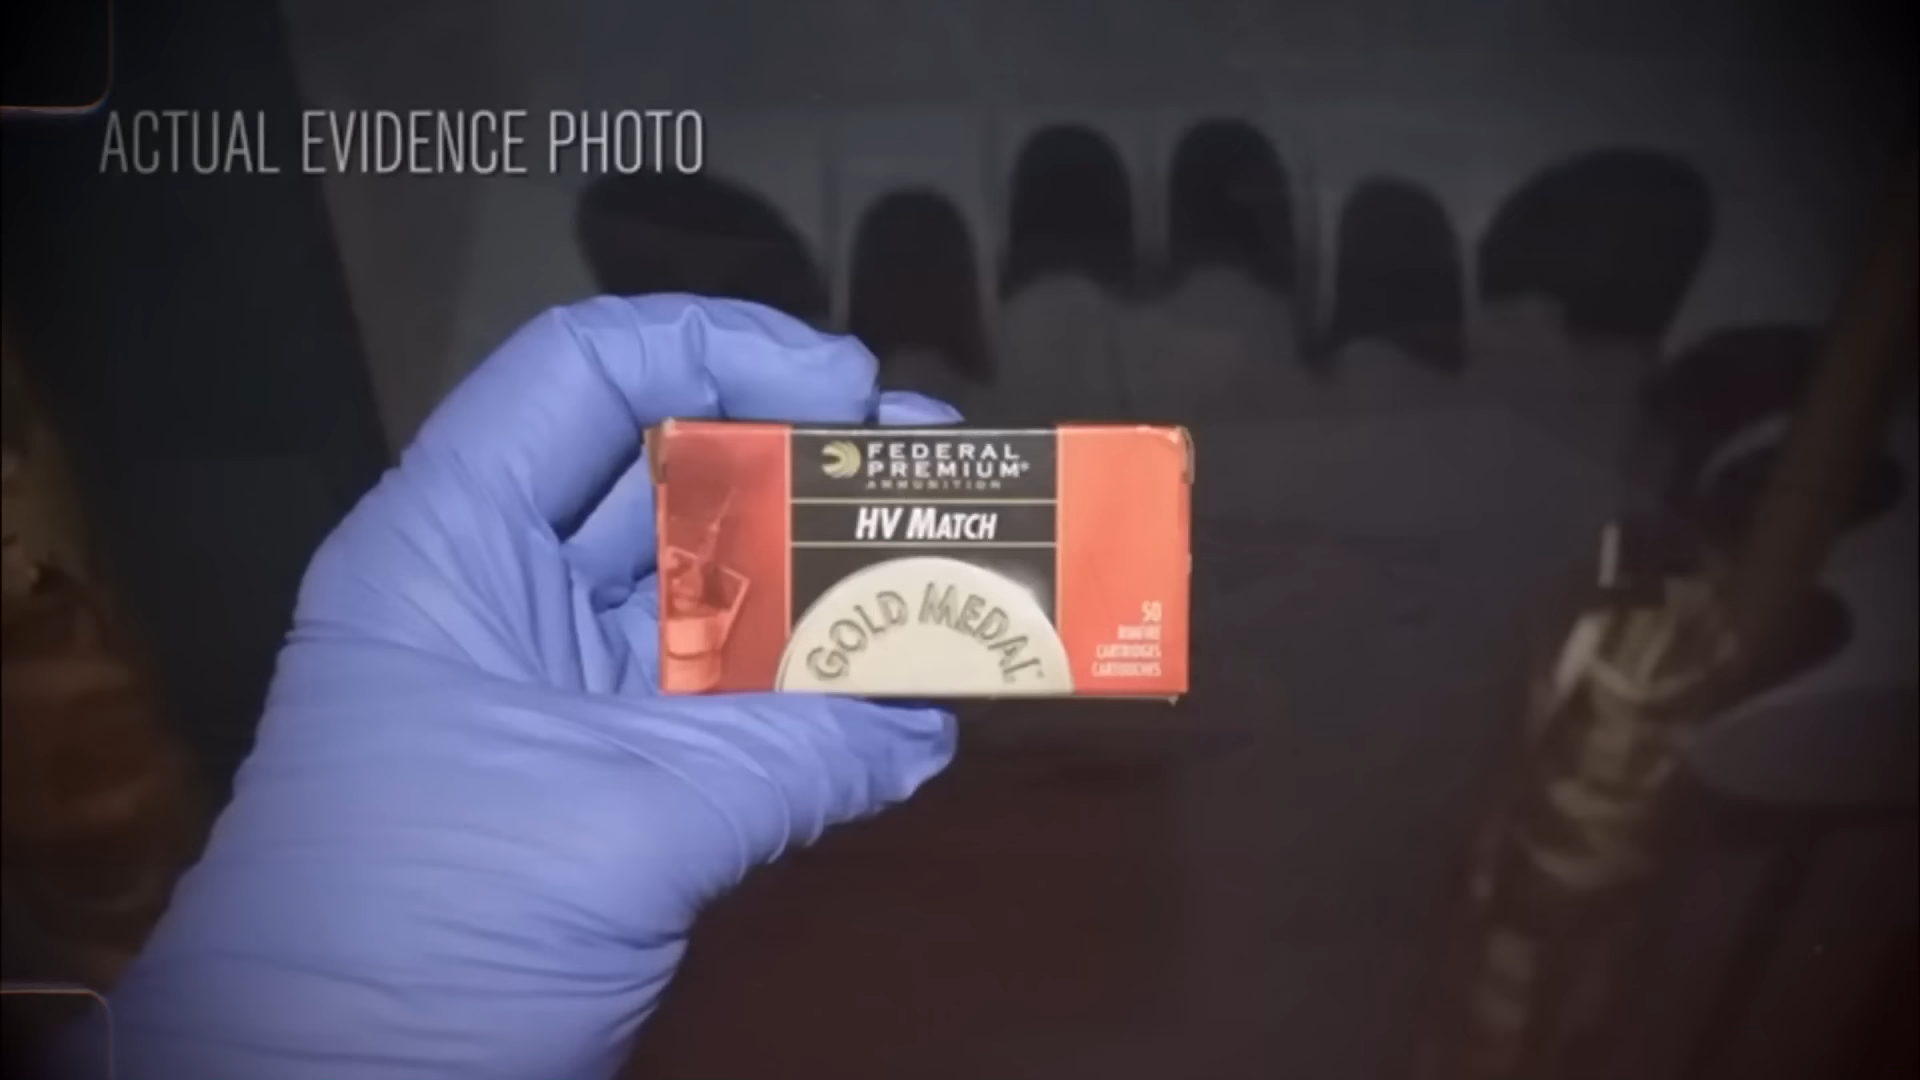 ACTUAL EVIDENCE PHOTO
FEDERAL
PREMIUM®
AMMUNITION
HV MATCH
GOLD MEDAL
50
RIMFIRE
CARTRIDGES
CARTOUCHES